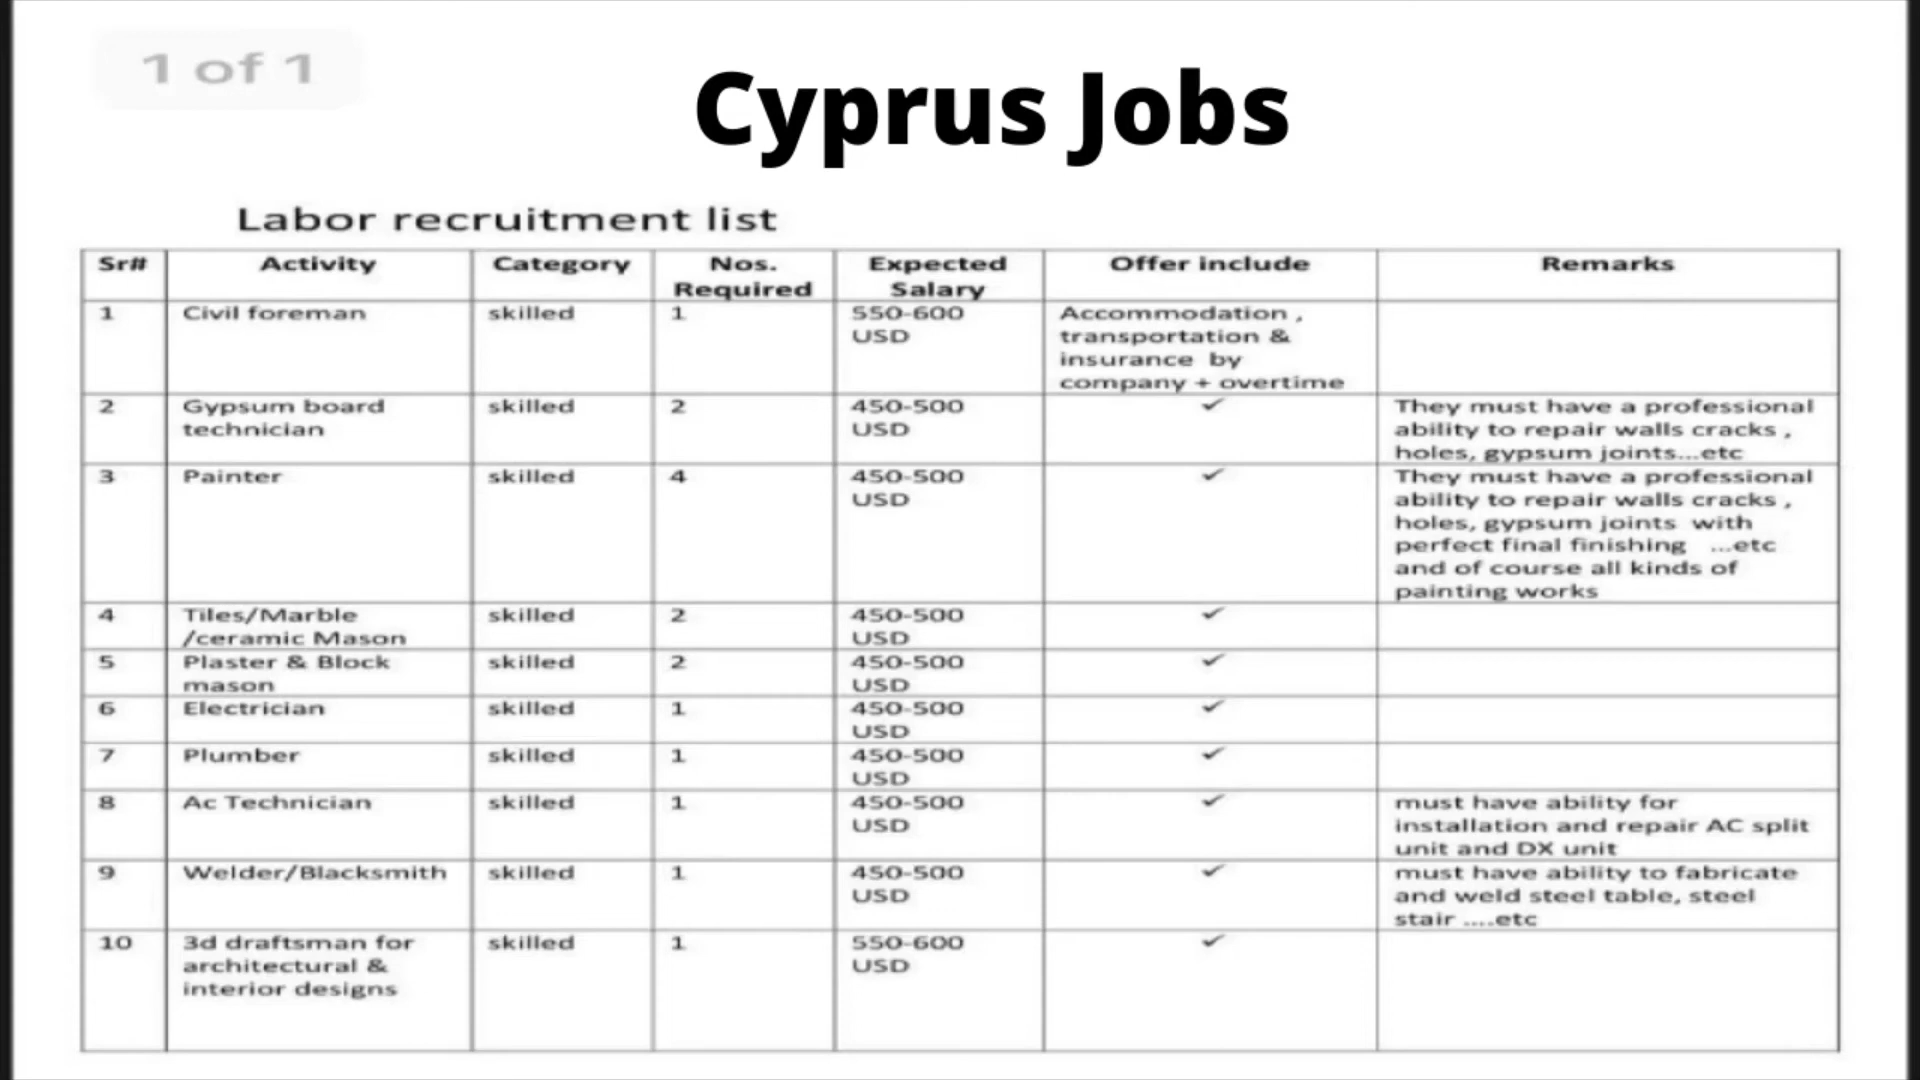 1 of 1
Cyprus Jobs
Labor recruitment list
Sr# Activity Category Nos. Required Expected Salary Offer include Remarks
1 Civil foreman skilled 1 550-600 USD Accommodation , transportation & insurance by company + overtime
2 Gypsum board technician skilled 2 450-500 USD ✓ They must have a professional ability to repair walls cracks , holes, gypsum joints...etc
3 Painter skilled 4 450-500 USD ✓ They must have a professional ability to repair walls cracks , holes, gypsum joints with perfect final finishing ...etc and of course all kinds of painting works
4 Tiles/Marble /ceramic Mason skilled 2 450-500 USD ✓
5 Plaster & Block mason skilled 2 450-500 USD ✓
6 Electrician skilled 1 450-500 USD ✓
7 Plumber skilled 1 450-500 USD ✓
8 Ac Technician skilled 1 450-500 USD ✓ must have ability for installation and repair AC split unit and DX unit
9 Welder/Blacksmith skilled 1 450-500 USD ✓ must have ability to fabricate and weld steel table, steel stair ....etc
10 3d draftsman for architectural & interior designs skilled 1 550-600 USD ✓